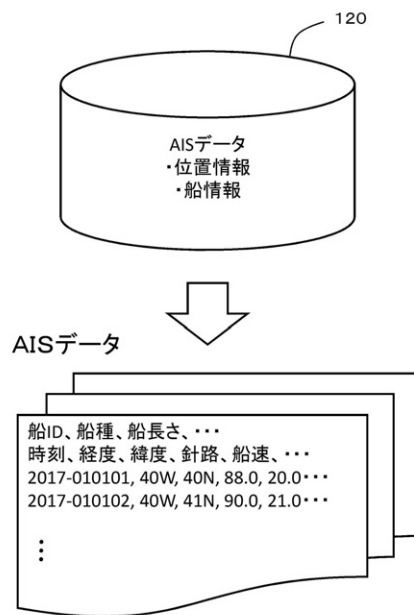 120
AISデータ
・位置情報
・船情報
AISデータ
船ID、船種、船長さ、・・・
時刻、経度、緯度、針路、船速、・・・
2017-010101, 40W, 40N, 88.0, 20.0・・・
2017-010102, 40W, 41N, 90.0, 21.0・・・
⋮